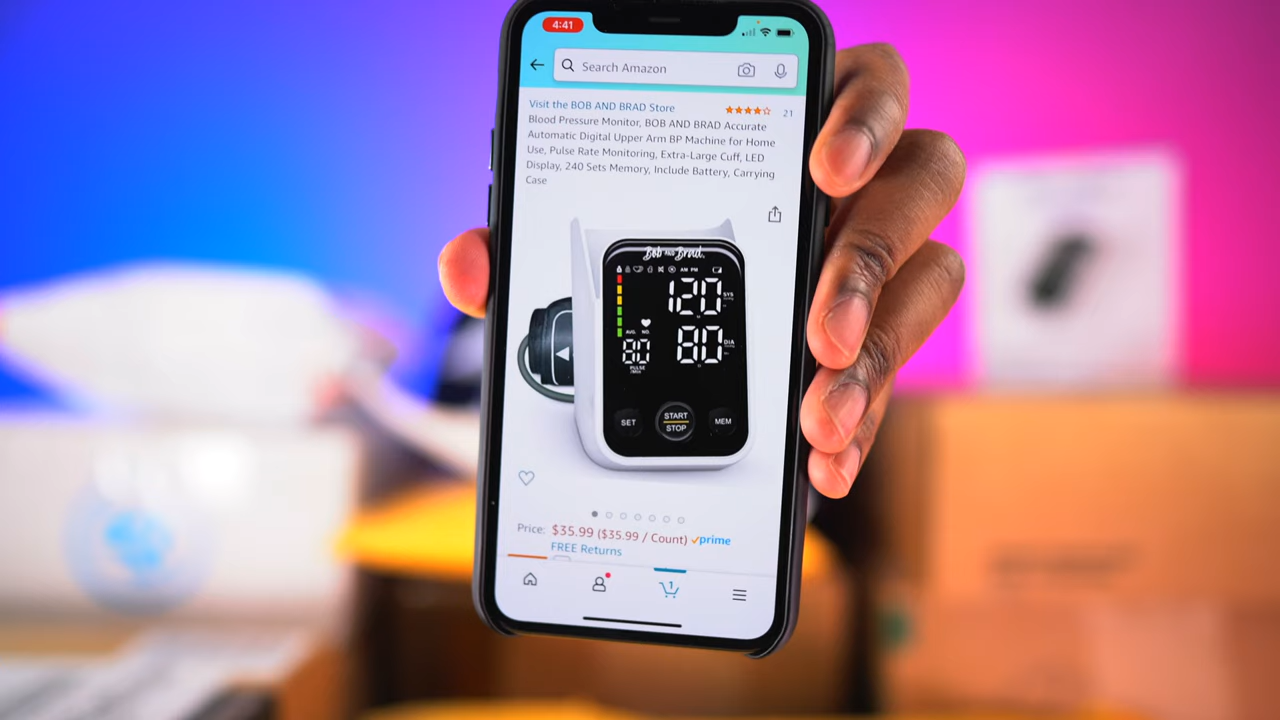 4:41
Search Amazon
Visit the BOB AND BRAD Store
21
Blood Pressure Monitor, BOB AND BRAD Accurate
Automatic Digital Upper Arm BP Machine for Home
Use, Pulse Rate Monitoring, Extra-Large Cuff, LED
Display, 240 Sets Memory, Include Battery, Carrying
Case
Bob AND Brad
AM PM
120 SYS
AVG. NO
80 DIA
80
PULSE
/Min
SET
START
STOP
MEM
Price: $35.99 ($35.99 / Count) prime
FREE Returns
1